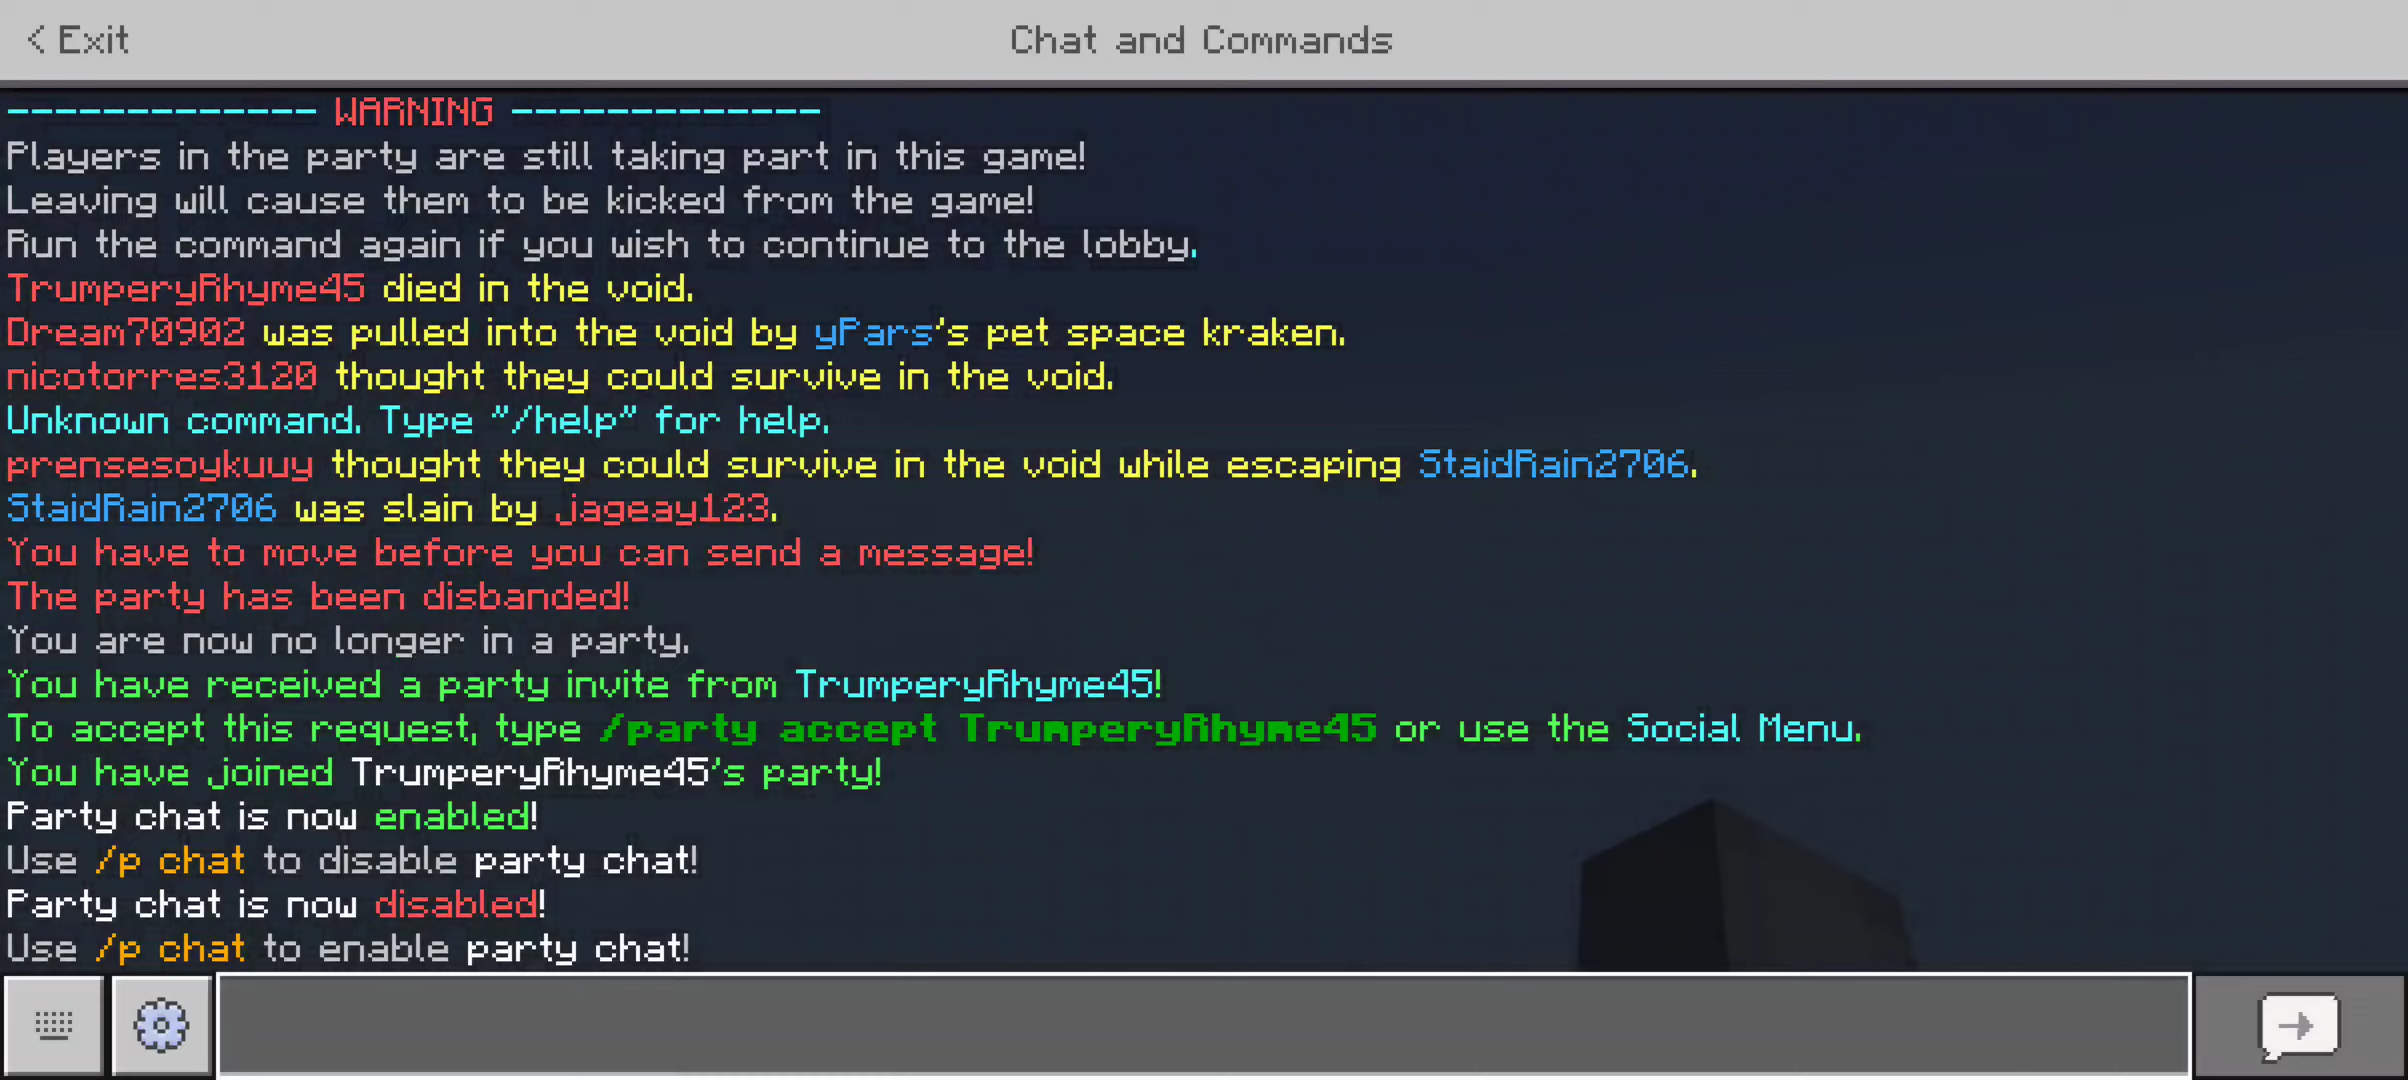 < Exit
Chat and Commands
------------- WARNING -------------
Players in the party are still taking part in this game!
Leaving will cause them to be kicked from the game!
Run the command again if you wish to continue to the lobby.
TrumperyRhyme45 died in the void.
Dream70902 was pulled into the void by yPars's pet space kraken.
nicotorres3120 thought they could survive in the void.
Unknown command. Type "/help" for help.
prensesoykuuy thought they could survive in the void while escaping StaidRain2706.
StaidRain2706 was slain by jageay123.
You have to move before you can send a message!
The party has been disbanded!
You are now no longer in a party.
You have received a party invite from TrumperyRhyme45!
To accept this request, type /party accept TrumperyRhyme45 or use the Social Menu.
You have joined TrumperyRhyme45's party!
Party chat is now enabled!
Use /p chat to disable party chat!
Party chat is now disabled!
Use /p chat to enable party chat!